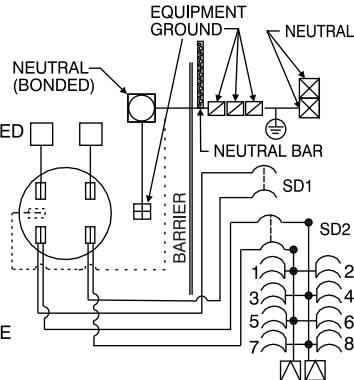 EQUIPMENT
GROUND
NEUTRAL
NEUTRAL
(BONDED)
ED
NEUTRAL BAR
BARRIER
SD1
SD2
1 2
3 4
5 6
7 8
E